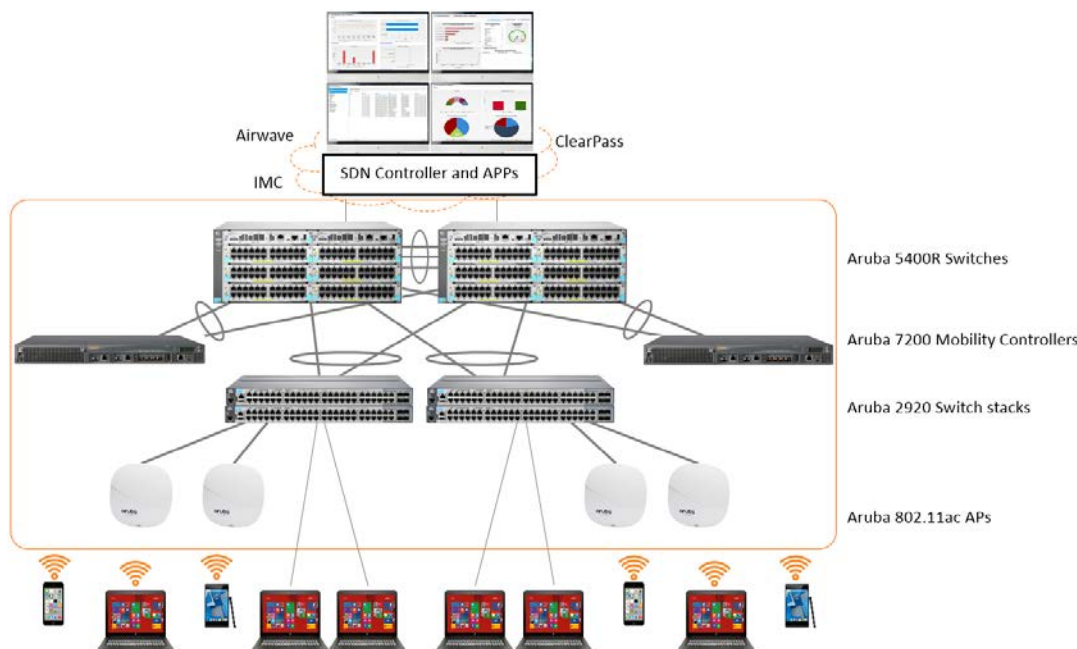 Airwave
ClearPass
SDN Controller and APPs
IMC
Aruba 5400R Switches
Aruba 7200 Mobility Controllers
Aruba 2920 Switch stacks
Aruba 802.11ac APs